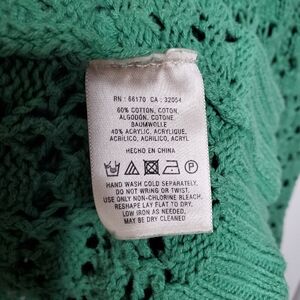 RN : 66170 CA : 32054
60% COTTON, COTON,
ALGODÓN, COTONE,
BAUMWOLLE
40% ACRYLIC, ACRYLIQUE,
ACRÍLICO, ACRILICO, ACRYL
HECHO EN CHINA
HAND WASH COLD SEPARATELY,
DO NOT WRING OR TWIST,
USE ONLY NON-CHLORINE BLEACH,
RESHAPE LAY FLAT TO DRY,
LOW IRON AS NEEDED,
MAY BE DRY CLEANED